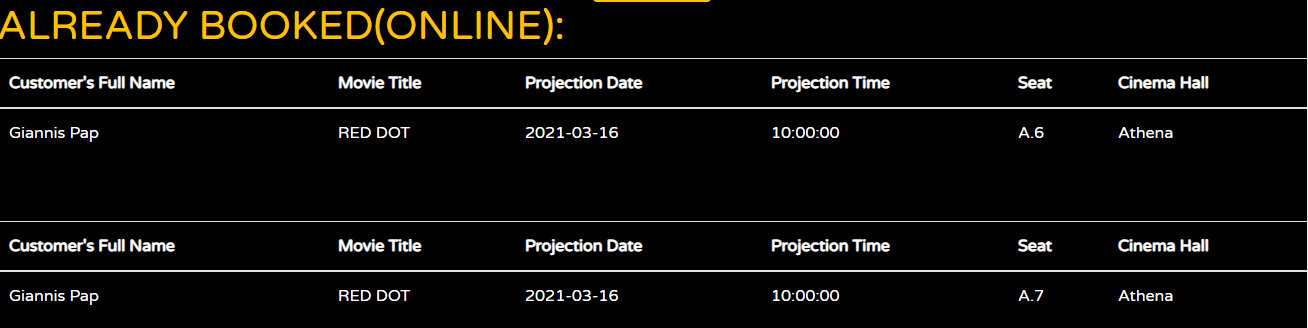 ALREADY BOOKED(ONLINE):
Customer's Full Name Movie Title Projection Date Projection Time Seat Cinema Hall
Giannis Pap RED DOT 2021-03-16 10:00:00 A.6 Athena
Customer's Full Name Movie Title Projection Date Projection Time Seat Cinema Hall
Giannis Pap RED DOT 2021-03-16 10:00:00 A.7 Athena